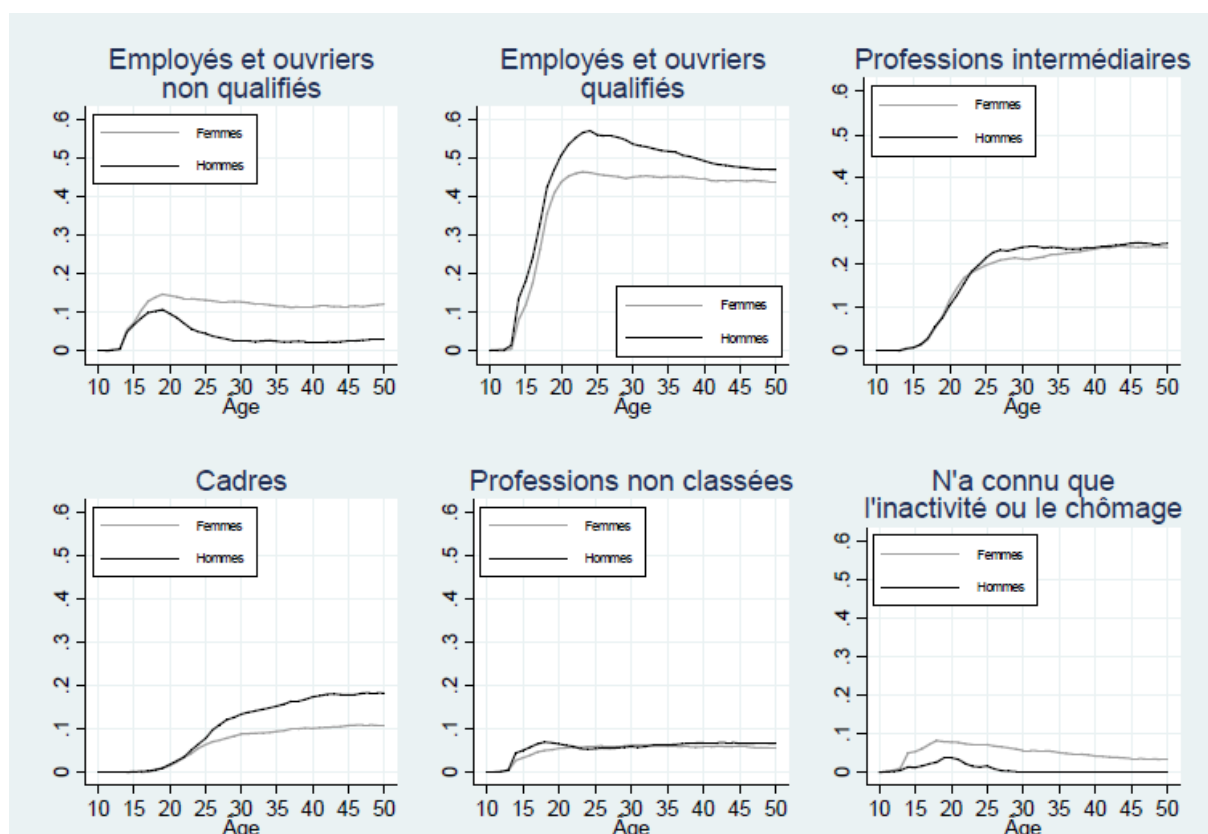 Employés et ouvriers
non qualifiés
.6
.5
.4
.3
.2
.1
0
Femmes
Hommes
10 15 20 25 30 35 40 45 50
Âge
Employés et ouvriers
qualifiés
.6
.5
.4
.3
.2
.1
0
Femmes
Hommes
10 15 20 25 30 35 40 45 50
Âge
Professions intermédiaires
.6
.5
.4
.3
.2
.1
0
Femmes
Hommes
10 15 20 25 30 35 40 45 50
Âge
Cadres
.6
.5
.4
.3
.2
.1
0
Femmes
Hommes
10 15 20 25 30 35 40 45 50
Âge
Professions non classées
.6
.5
.4
.3
.2
.1
0
Femmes
Hommes
10 15 20 25 30 35 40 45 50
Âge
N'a connu que
l'inactivité ou le chômage
.6
.5
.4
.3
.2
.1
0
Femmes
Hommes
10 15 20 25 30 35 40 45 50
Âge